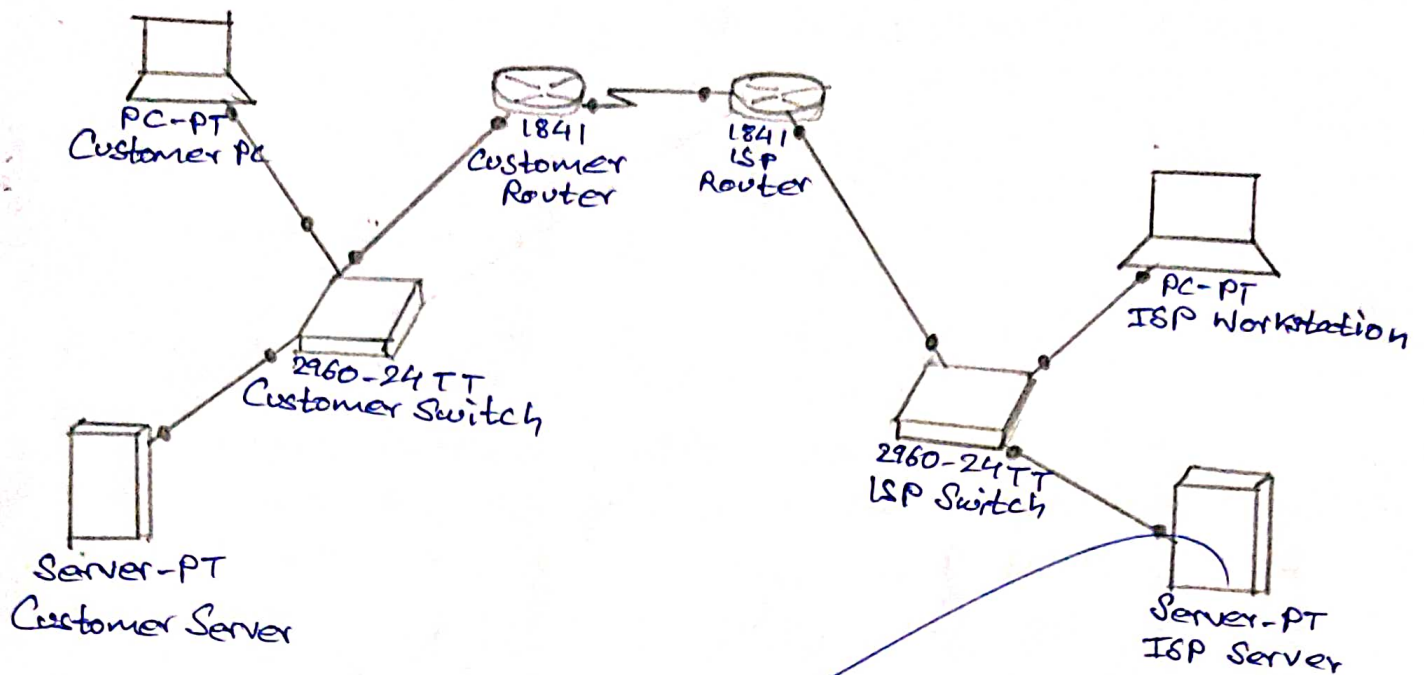 PC-PT
Customer PC
1841
Customer
Router
1841
ISP
Router
PC-PT
ISP Workstation
2960-24TT
Customer Switch
2960-24TT
ISP Switch
Server-PT
Customer Server
Server-PT
ISP Server